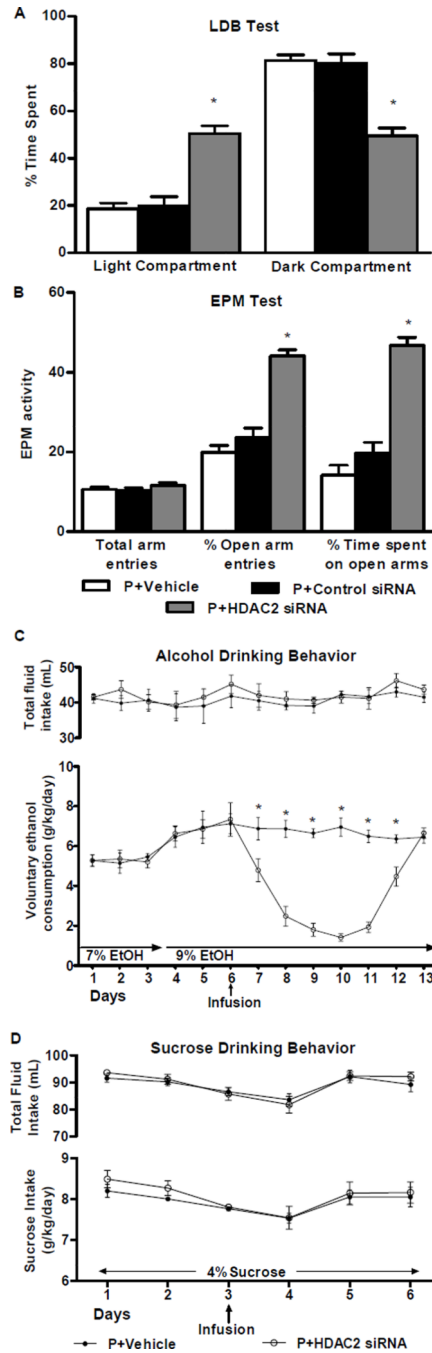 A
LDB Test
% Time Spent
100
80
60
40
20
0
*
*
Light Compartment
Dark Compartment
B
EPM Test
EPM activity
60
40
20
0
*
*
Total arm entries
% Open arm entries
% Time spent on open arms
P+Vehicle
P+Control siRNA
P+HDAC2 siRNA
C
Alcohol Drinking Behavior
Total fluid intake (mL)
50
40
30
Voluntary ethanol consumption (g/kg/day)
8
6
4
2
0
* * * * * *
7% EtOH
9% EtOH
1 2 3 4 5 6 7 8 9 10 11 12 13
Days
Infusion
D
Sucrose Drinking Behavior
Total Fluid Intake (mL)
100
90
80
10
Sucrose Intake (g/kg/day)
9
8
7
6
4% Sucrose
1 2 3 4 5 6
Days
Infusion
P+Vehicle
P+HDAC2 siRNA